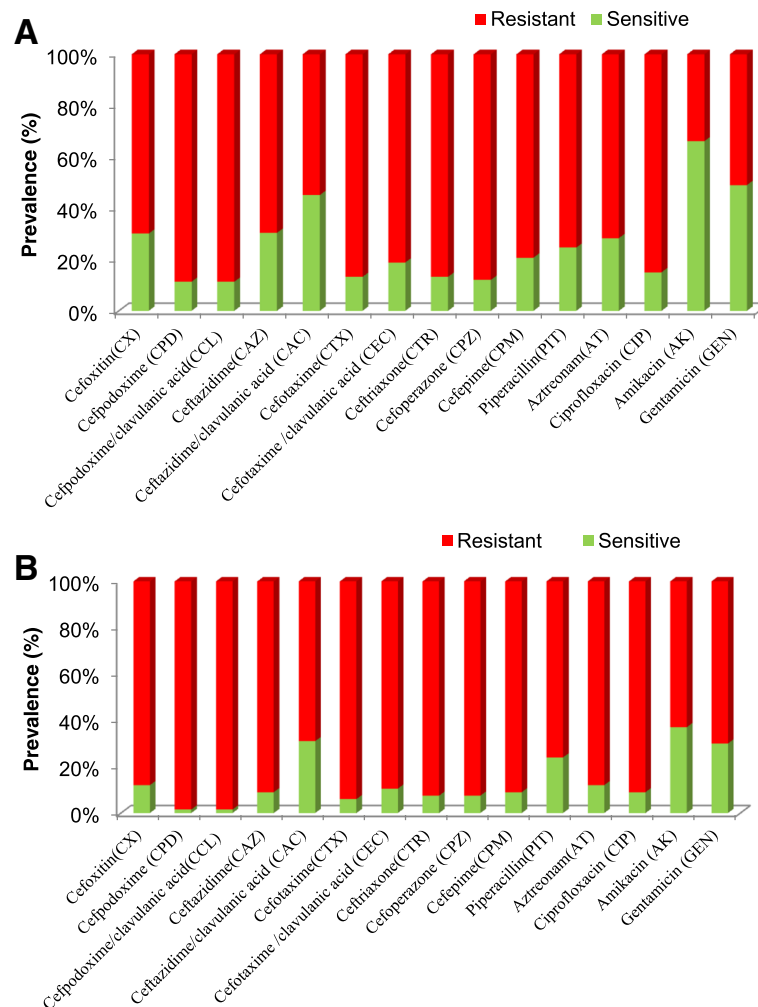 A
Resistant Sensitive
Prevalence (%)
100%
80%
60%
40%
20%
0%
Cefoxitin(CX)
Cefpodoxime (CPD)
Cefpodoxime/clavulanic acid(CCL)
Ceftazidime(CAZ)
Ceftazidime/clavulanic acid (CAC)
Cefotaxime(CTX)
Cefotaxime /clavulanic acid (CEC)
Ceftriaxone(CTR)
Cefoperazone (CPZ)
Cefepime(CPM)
Piperacillin(PIT)
Aztreonam(AT)
Ciprofloxacin (CIP)
Amikacin (AK)
Gentamicin (GEN)
B
Resistant Sensitive
Prevalence (%)
100%
80%
60%
40%
20%
0%
Cefoxitin(CX)
Cefpodoxime (CPD)
Cefpodoxime/clavulanic acid(CCL)
Ceftazidime(CAZ)
Ceftazidime/clavulanic acid (CAC)
Cefotaxime(CTX)
Cefotaxime /clavulanic acid (CEC)
Ceftriaxone(CTR)
Cefoperazone (CPZ)
Cefepime(CPM)
Piperacillin(PIT)
Aztreonam(AT)
Ciprofloxacin (CIP)
Amikacin (AK)
Gentamicin (GEN)